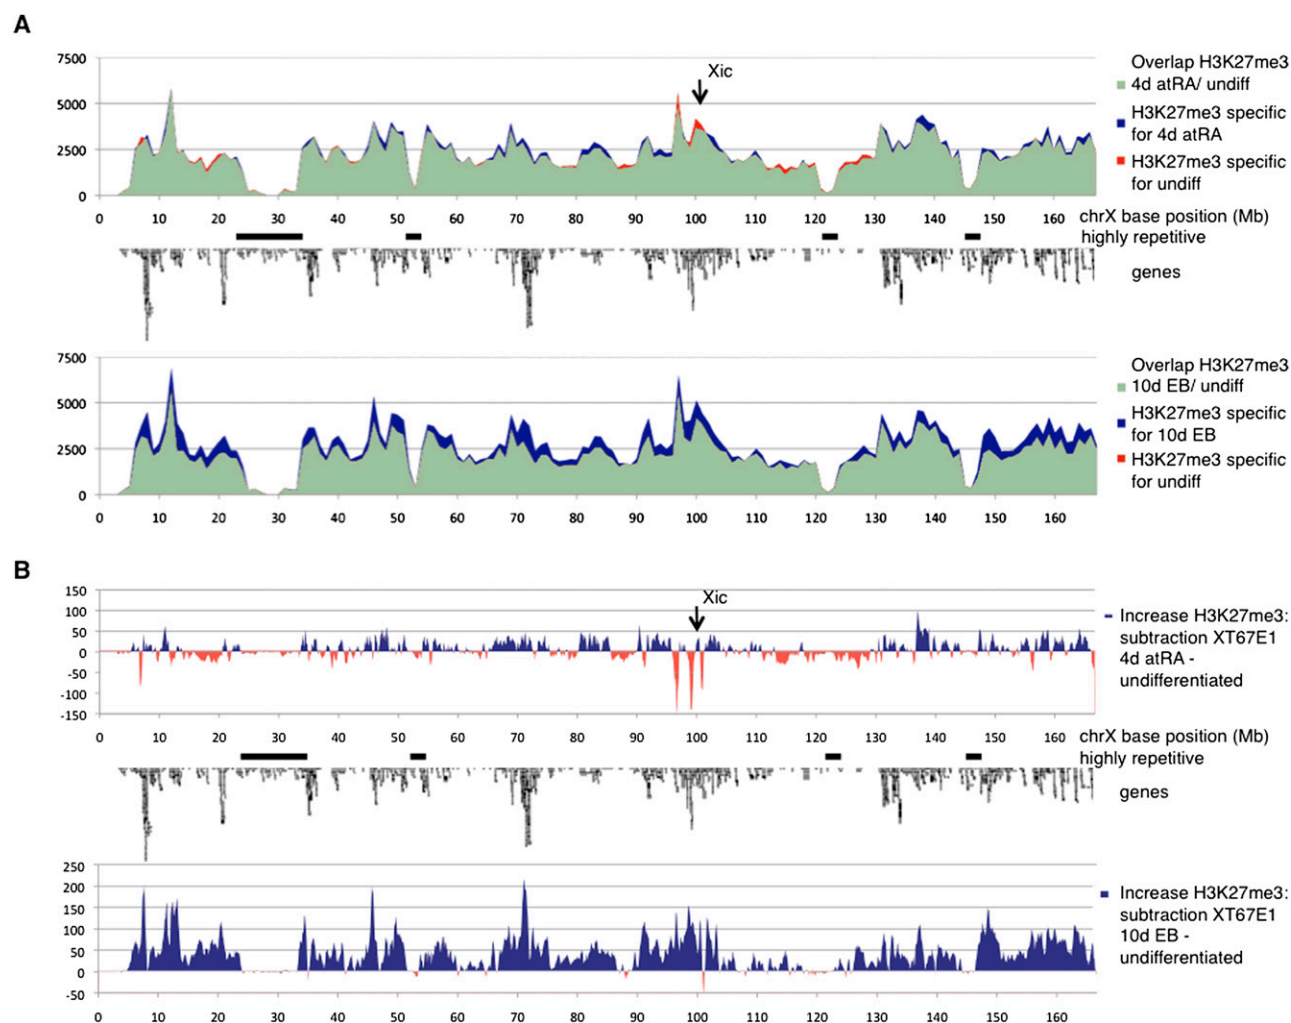 A
7500
5000
2500
0
Xic
0 10 20 30 40 50 60 70 80 90 100 110 120 130 140 150 160
Overlap H3K27me3
4d atRA/ undiff
H3K27me3 specific
for 4d atRA
H3K27me3 specific
for undiff
chrX base position (Mb)
highly repetitive
genes
7500
5000
2500
0
0 10 20 30 40 50 60 70 80 90 100 110 120 130 140 150 160
Overlap H3K27me3
10d EB/ undiff
H3K27me3 specific
for 10d EB
H3K27me3 specific
for undiff
B
150
100
50
0
-50
-100
-150
Xic
0 10 20 30 40 50 60 70 80 90 100 110 120 130 140 150 160
Increase H3K27me3:
subtraction XT67E1
4d atRA -
undifferentiated
chrX base position (Mb)
highly repetitive
genes
250
200
150
100
50
0
-50
0 10 20 30 40 50 60 70 80 90 100 110 120 130 140 150 160
Increase H3K27me3:
subtraction XT67E1
10d EB -
undifferentiated